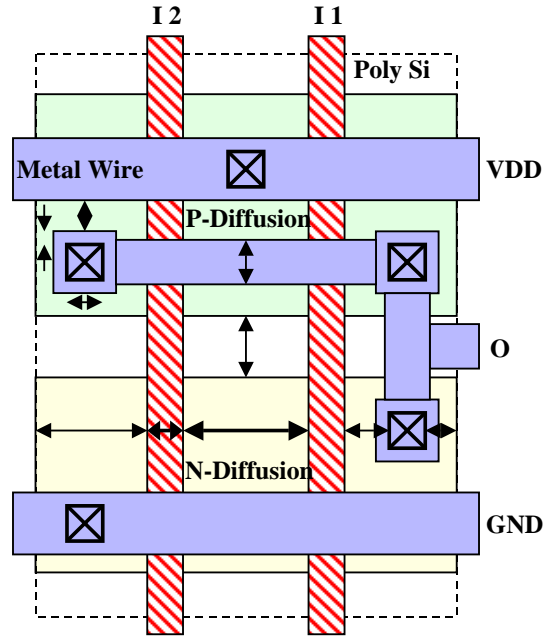 I 2
I 1
Poly Si
Metal Wire
VDD
P-Diffusion
O
N-Diffusion
GND